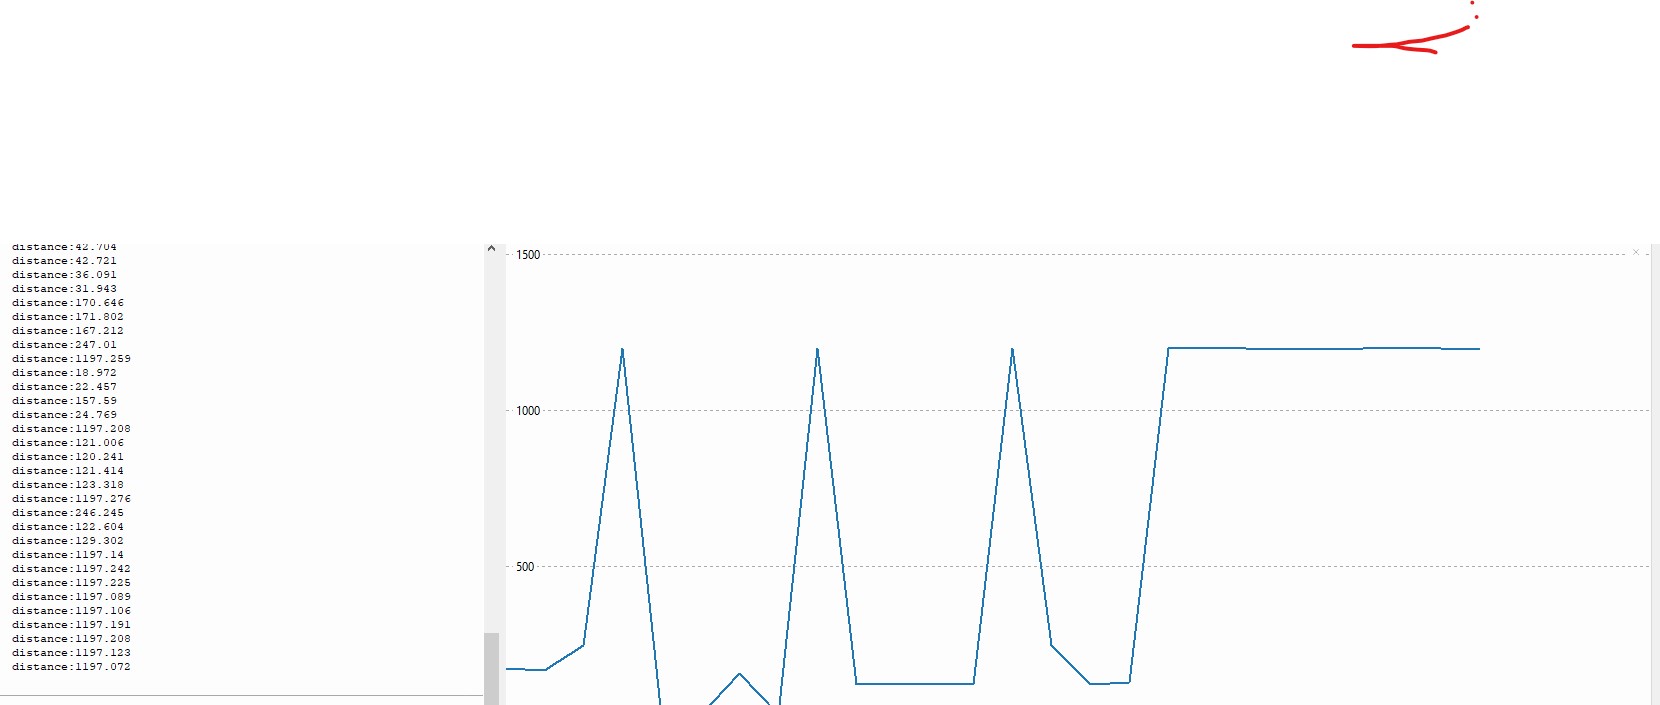 distance:42.704
distance:42.721
distance:36.091
distance:31.943
distance:170.646
distance:171.802
distance:167.212
distance:247.01
distance:1197.259
distance:18.972
distance:22.457
distance:157.59
distance:24.769
distance:1197.208
distance:121.006
distance:120.241
distance:121.414
distance:123.318
distance:1197.276
distance:246.245
distance:122.604
distance:129.302
distance:1197.14
distance:1197.242
distance:1197.225
distance:1197.089
distance:1197.106
distance:1197.191
distance:1197.208
distance:1197.123
distance:1197.072
1500
1000
500